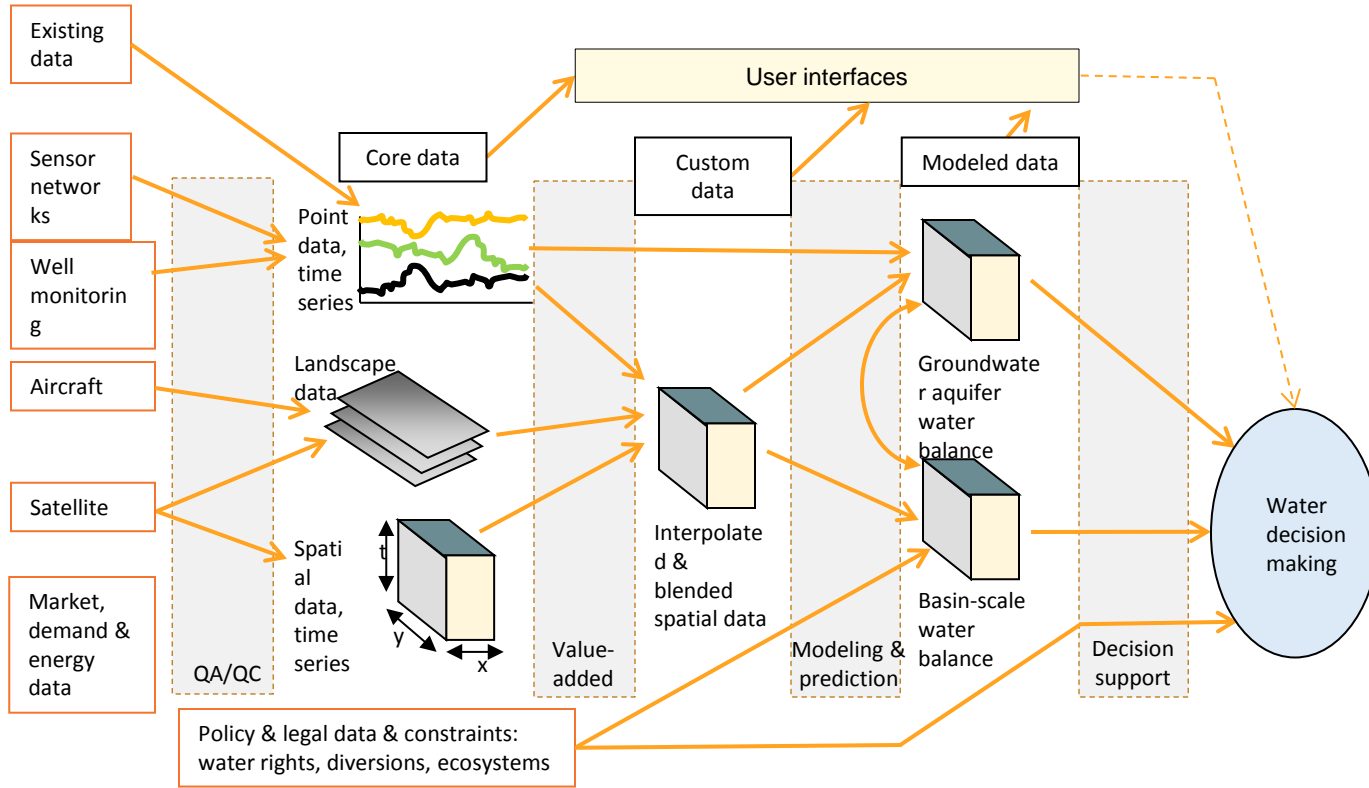 Existing
data
User interfaces
Sensor
networ
ks
Core data
Custom
data
Modeled data
Well
monitorin
g
Point
data,
time
series
Aircraft
Landscape
data
Groundwate
r aquifer
water
balance
Satellite
Spati
al
data,
time
series
t
y
x
Interpolate
d &
blended
spatial data
Basin-scale
water
balance
Water
decision
making
Market,
demand &
energy
data
QA/QC
Value-
added
Modeling &
prediction
Decision
support
Policy & legal data & constraints:
water rights, diversions, ecosystems